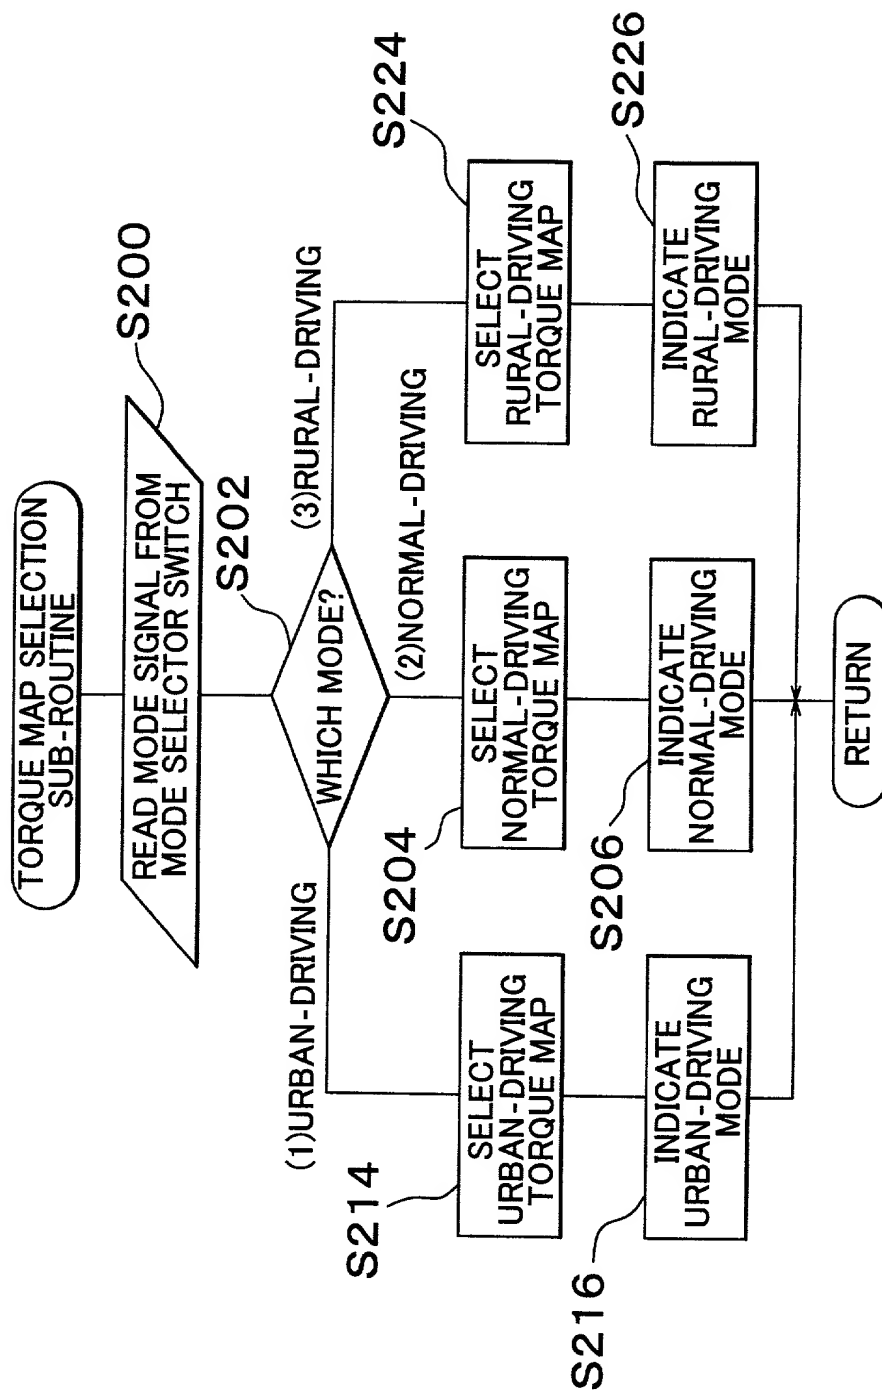 TORQUE MAP SELECTION
SUB-ROUTINE
READ MODE SIGNAL FROM
MODE SELECTOR SWITCH
S200
WHICH MODE?
S202
(1)URBAN-DRIVING
(2)NORMAL-DRIVING
(3)RURAL-DRIVING
S214
SELECT
URBAN-DRIVING
TORQUE MAP
S204
SELECT
NORMAL-DRIVING
TORQUE MAP
S224
SELECT
RURAL-DRIVING
TORQUE MAP
S216
INDICATE
URBAN-DRIVING
MODE
S206
INDICATE
NORMAL-DRIVING
MODE
S226
INDICATE
RURAL-DRIVING
MODE
RETURN